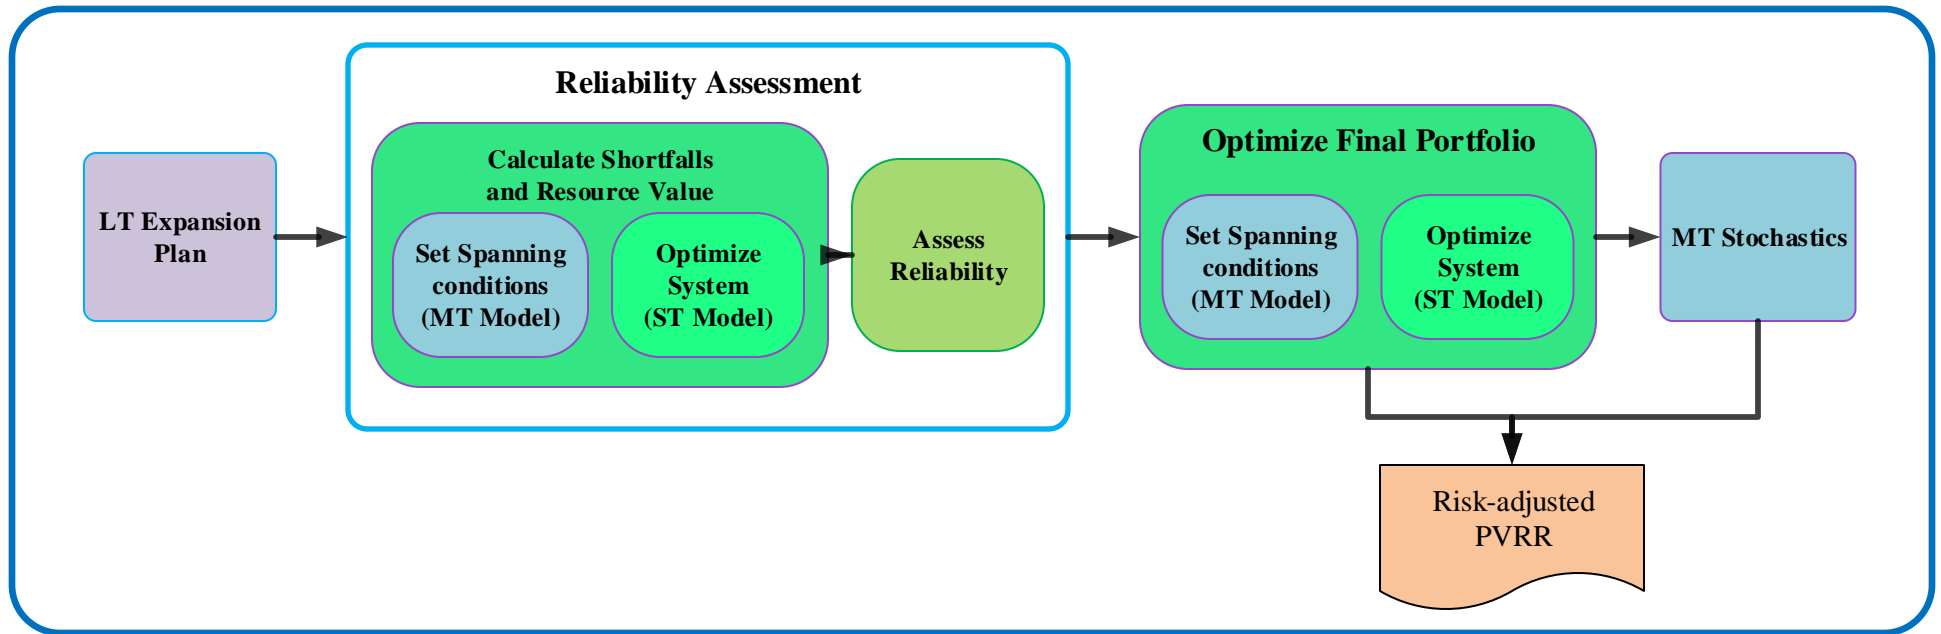 LT Expansion
Plan
Reliability Assessment
Calculate Shortfalls
and Resource Value
Set Spanning
conditions
(MT Model)
Optimize
System
(ST Model)
Assess
Reliability
Optimize Final Portfolio
Set Spanning
conditions
(MT Model)
Optimize
System
(ST Model)
MT Stochastics
Risk-adjusted
PVRR